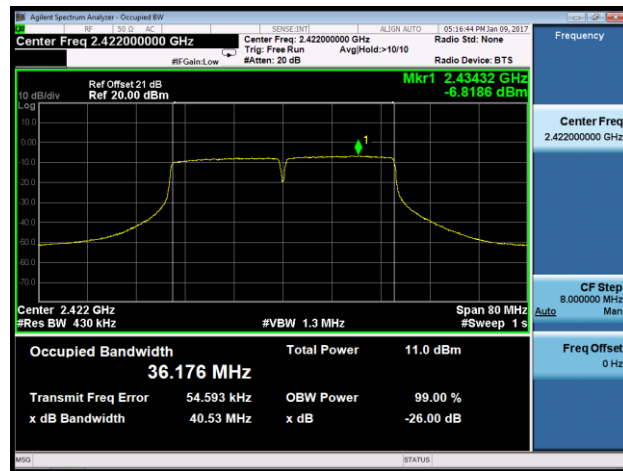 Agilent Spectrum Analyzer - Occupied BW
RF 50 Ω AC SENSE:INT ALIGN AUTO 05:16:44 PM Jan 09, 2017
Center Freq 2.422000000 GHz
Center Freq: 2.422000000 GHz Radio Std: None
Trig: Free Run Avg|Hold:>10/10
#IFGain:Low #Atten: 20 dB Radio Device: BTS
Frequency
Mkr1 2.43432 GHz
-6.8186 dBm
Ref Offset 21 dB
10 dB/div Ref 20.00 dBm
Log
10.0
0.00
-10.0
-20.0
-30.0
-40.0
-50.0
-60.0
-70.0
1
Center Freq
2.422000000 GHz
Center 2.422 GHz Span 80 MHz
#Res BW 430 kHz #VBW 1.3 MHz #Sweep 1 s
CF Step
8.000000 MHz
Auto Man
Occupied Bandwidth Total Power 11.0 dBm
36.176 MHz
Transmit Freq Error 54.593 kHz OBW Power 99.00 %
x dB Bandwidth 40.53 MHz x dB -26.00 dB
Freq Offset
0 Hz
MSG STATUS